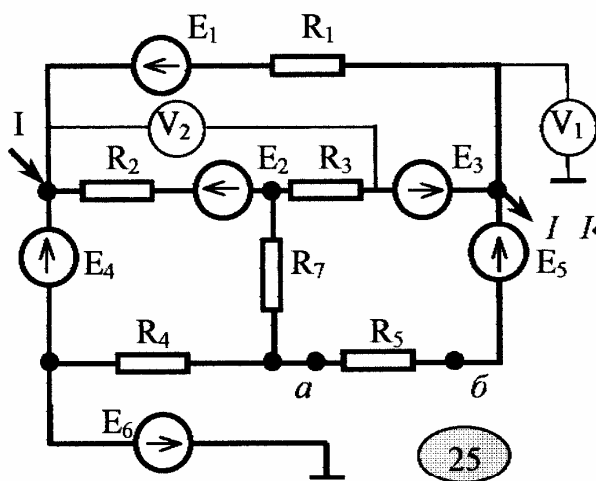 E₁ R₁
V₂ V₁
I
R₂ E₂ R₃ E₃
I
E₄ R₇ E₅
R₄ R₅
а б
E₆
25